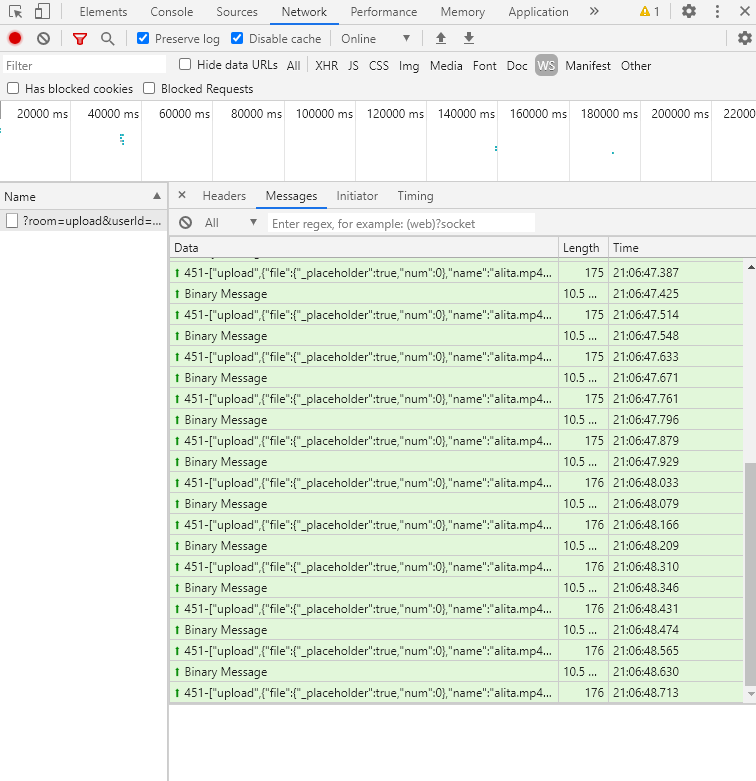 Elements Console Sources Network Performance Memory Application » 1
Preserve log Disable cache Online
Filter Hide data URLs All XHR JS CSS Img Media Font Doc WS Manifest Other
Has blocked cookies Blocked Requests
20000 ms 40000 ms 60000 ms 80000 ms 100000 ms 120000 ms 140000 ms 160000 ms 180000 ms 200000 ms 22000
Name Headers Messages Initiator Timing
?room=upload&userId=... All Enter regex, for example: (web)?socket
Data Length Time
451-["upload",{"file":{"_placeholder":true,"num":0},"name":"alita.mp4... 175 21:06:47.387
Binary Message 10.5 ... 21:06:47.425
451-["upload",{"file":{"_placeholder":true,"num":0},"name":"alita.mp4... 175 21:06:47.514
Binary Message 10.5 ... 21:06:47.548
451-["upload",{"file":{"_placeholder":true,"num":0},"name":"alita.mp4... 175 21:06:47.633
Binary Message 10.5 ... 21:06:47.671
451-["upload",{"file":{"_placeholder":true,"num":0},"name":"alita.mp4... 175 21:06:47.761
Binary Message 10.5 ... 21:06:47.796
451-["upload",{"file":{"_placeholder":true,"num":0},"name":"alita.mp4... 175 21:06:47.879
Binary Message 10.5 ... 21:06:47.929
451-["upload",{"file":{"_placeholder":true,"num":0},"name":"alita.mp4... 176 21:06:48.033
Binary Message 10.5 ... 21:06:48.079
451-["upload",{"file":{"_placeholder":true,"num":0},"name":"alita.mp4... 176 21:06:48.166
Binary Message 10.5 ... 21:06:48.209
451-["upload",{"file":{"_placeholder":true,"num":0},"name":"alita.mp4... 176 21:06:48.310
Binary Message 10.5 ... 21:06:48.346
451-["upload",{"file":{"_placeholder":true,"num":0},"name":"alita.mp4... 176 21:06:48.431
Binary Message 10.5 ... 21:06:48.474
451-["upload",{"file":{"_placeholder":true,"num":0},"name":"alita.mp4... 176 21:06:48.565
Binary Message 10.5 ... 21:06:48.630
451-["upload",{"file":{"_placeholder":true,"num":0},"name":"alita.mp4... 176 21:06:48.713